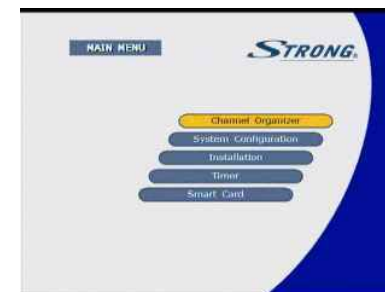 MAIN MENU
STRONG.
Channel Organizer
System Configuration
Installation
Timer
Smart Card